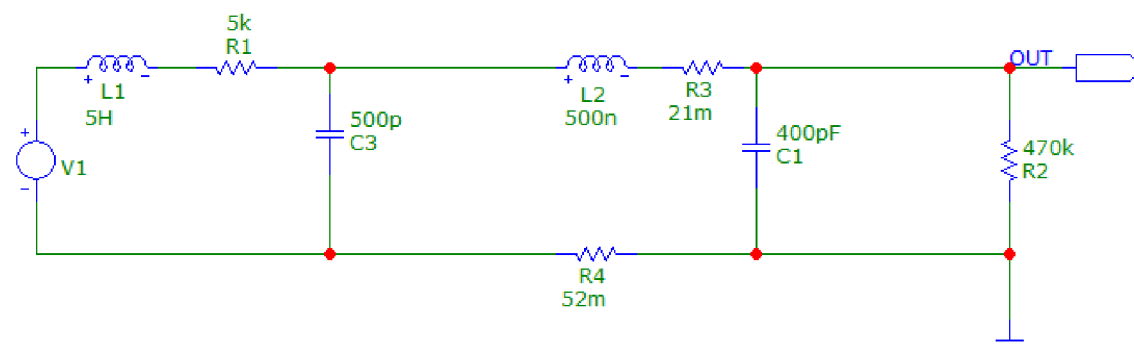 5k
R1
OUT
L1
5H
L2
500n
R3
21m
500p
C3
400pF
C1
470k
R2
+
V1
-
R4
52m
+ -
+ -